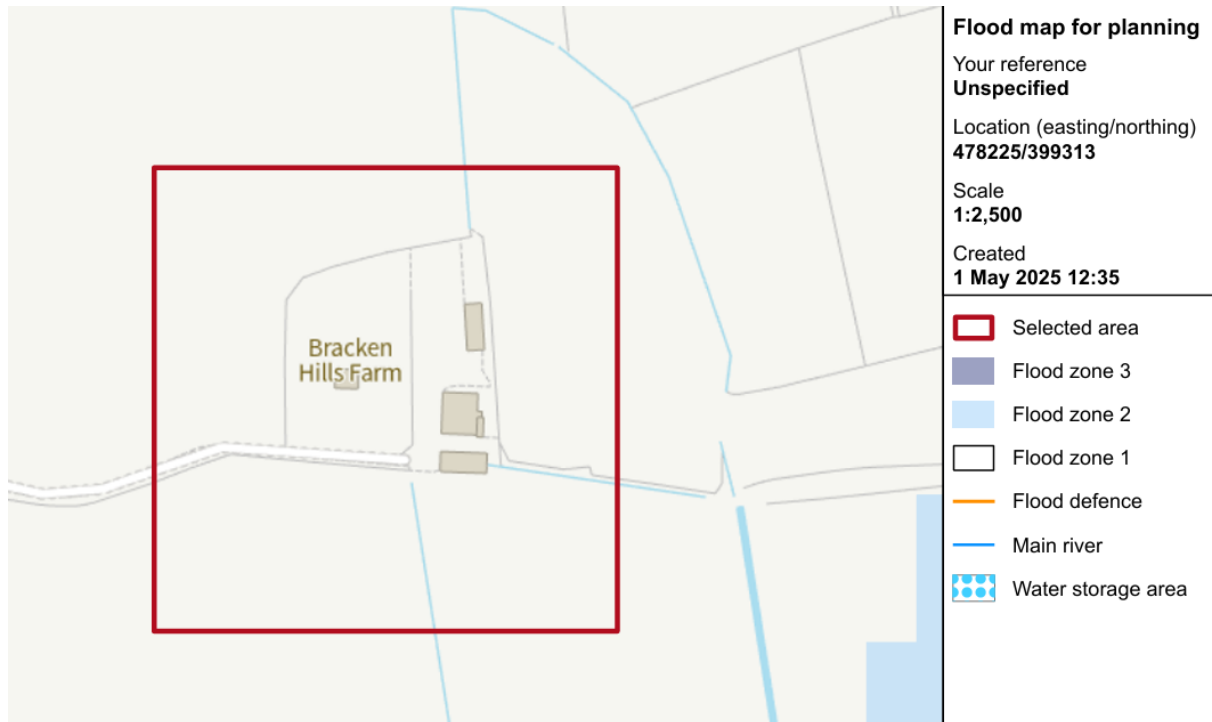 Bracken
Hills Farm
Flood map for planning
Your reference
Unspecified
Location (easting/northing)
478225/399313
Scale
1:2,500
Created
1 May 2025 12:35
Selected area
Flood zone 3
Flood zone 2
Flood zone 1
Flood defence
Main river
Water storage area